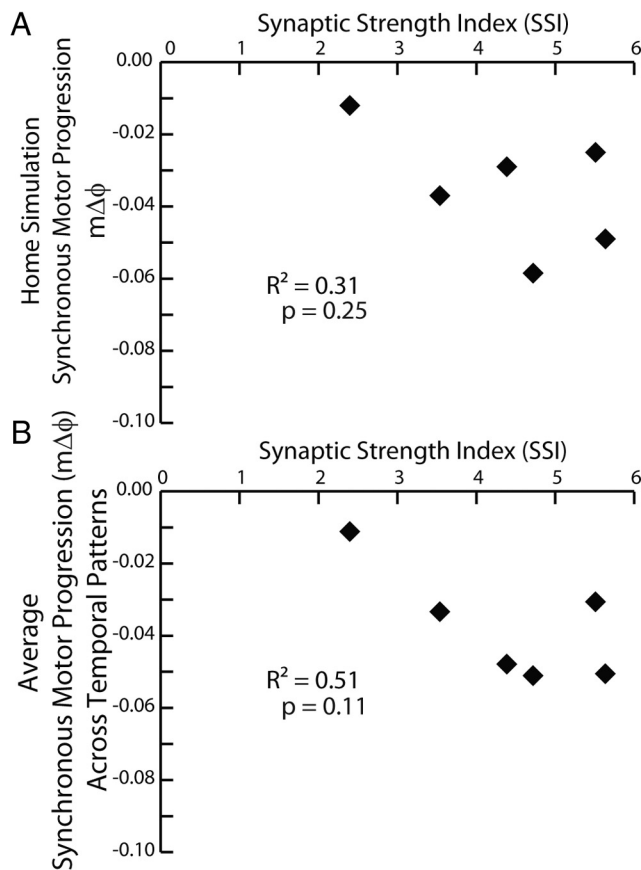 A
Synaptic Strength Index (SSI)
0 1 2 3 4 5 6
0.00
-0.02
-0.04
-0.06
-0.08
-0.10
Home Simulation
Synchronous Motor Progression
mΔϕ
R² = 0.31
p = 0.25
B
Synaptic Strength Index (SSI)
0 1 2 3 4 5 6
0.00
-0.02
-0.04
-0.06
-0.08
-0.10
Average
Synchronous Motor Progression (mΔϕ)
Across Temporal Patterns
R² = 0.51
p = 0.11